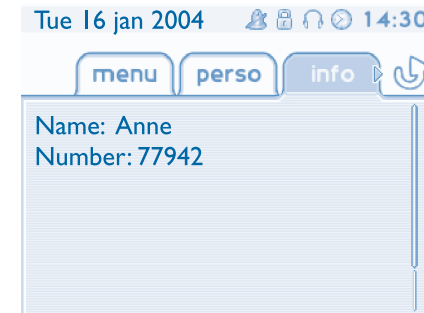 Tue 16 jan 2004 14:30
menu perso info
Name: Anne
Number: 77942